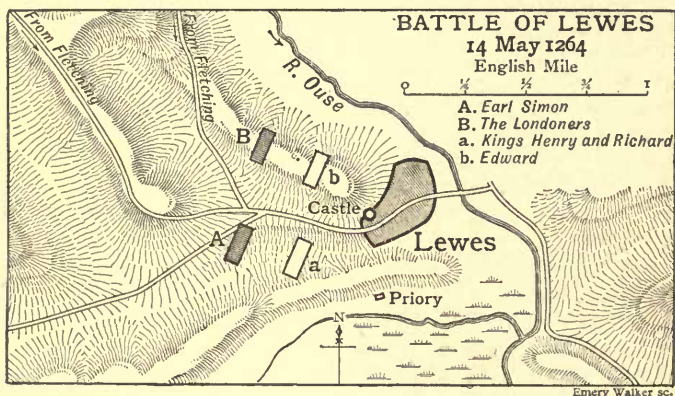 BATTLE OF LEWES
14 May 1264
English Mile
0 ¼ ½ ¾ 1
A. Earl Simon
B. The Londoners
a. Kings Henry and Richard
b. Edward
From Fletching
From Fletching
R. Ouse
B
b
Castle
Lewes
A
a
Priory
N
Emery Walker sc.